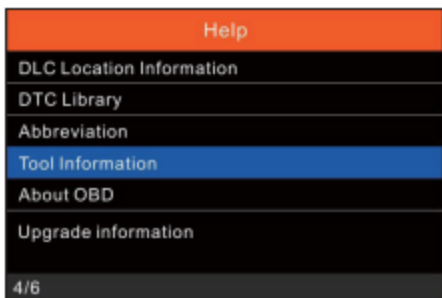 Help
DLC Location Information
DTC Library
Abbreviation
Tool Information
About OBD
Upgrade information
4/6